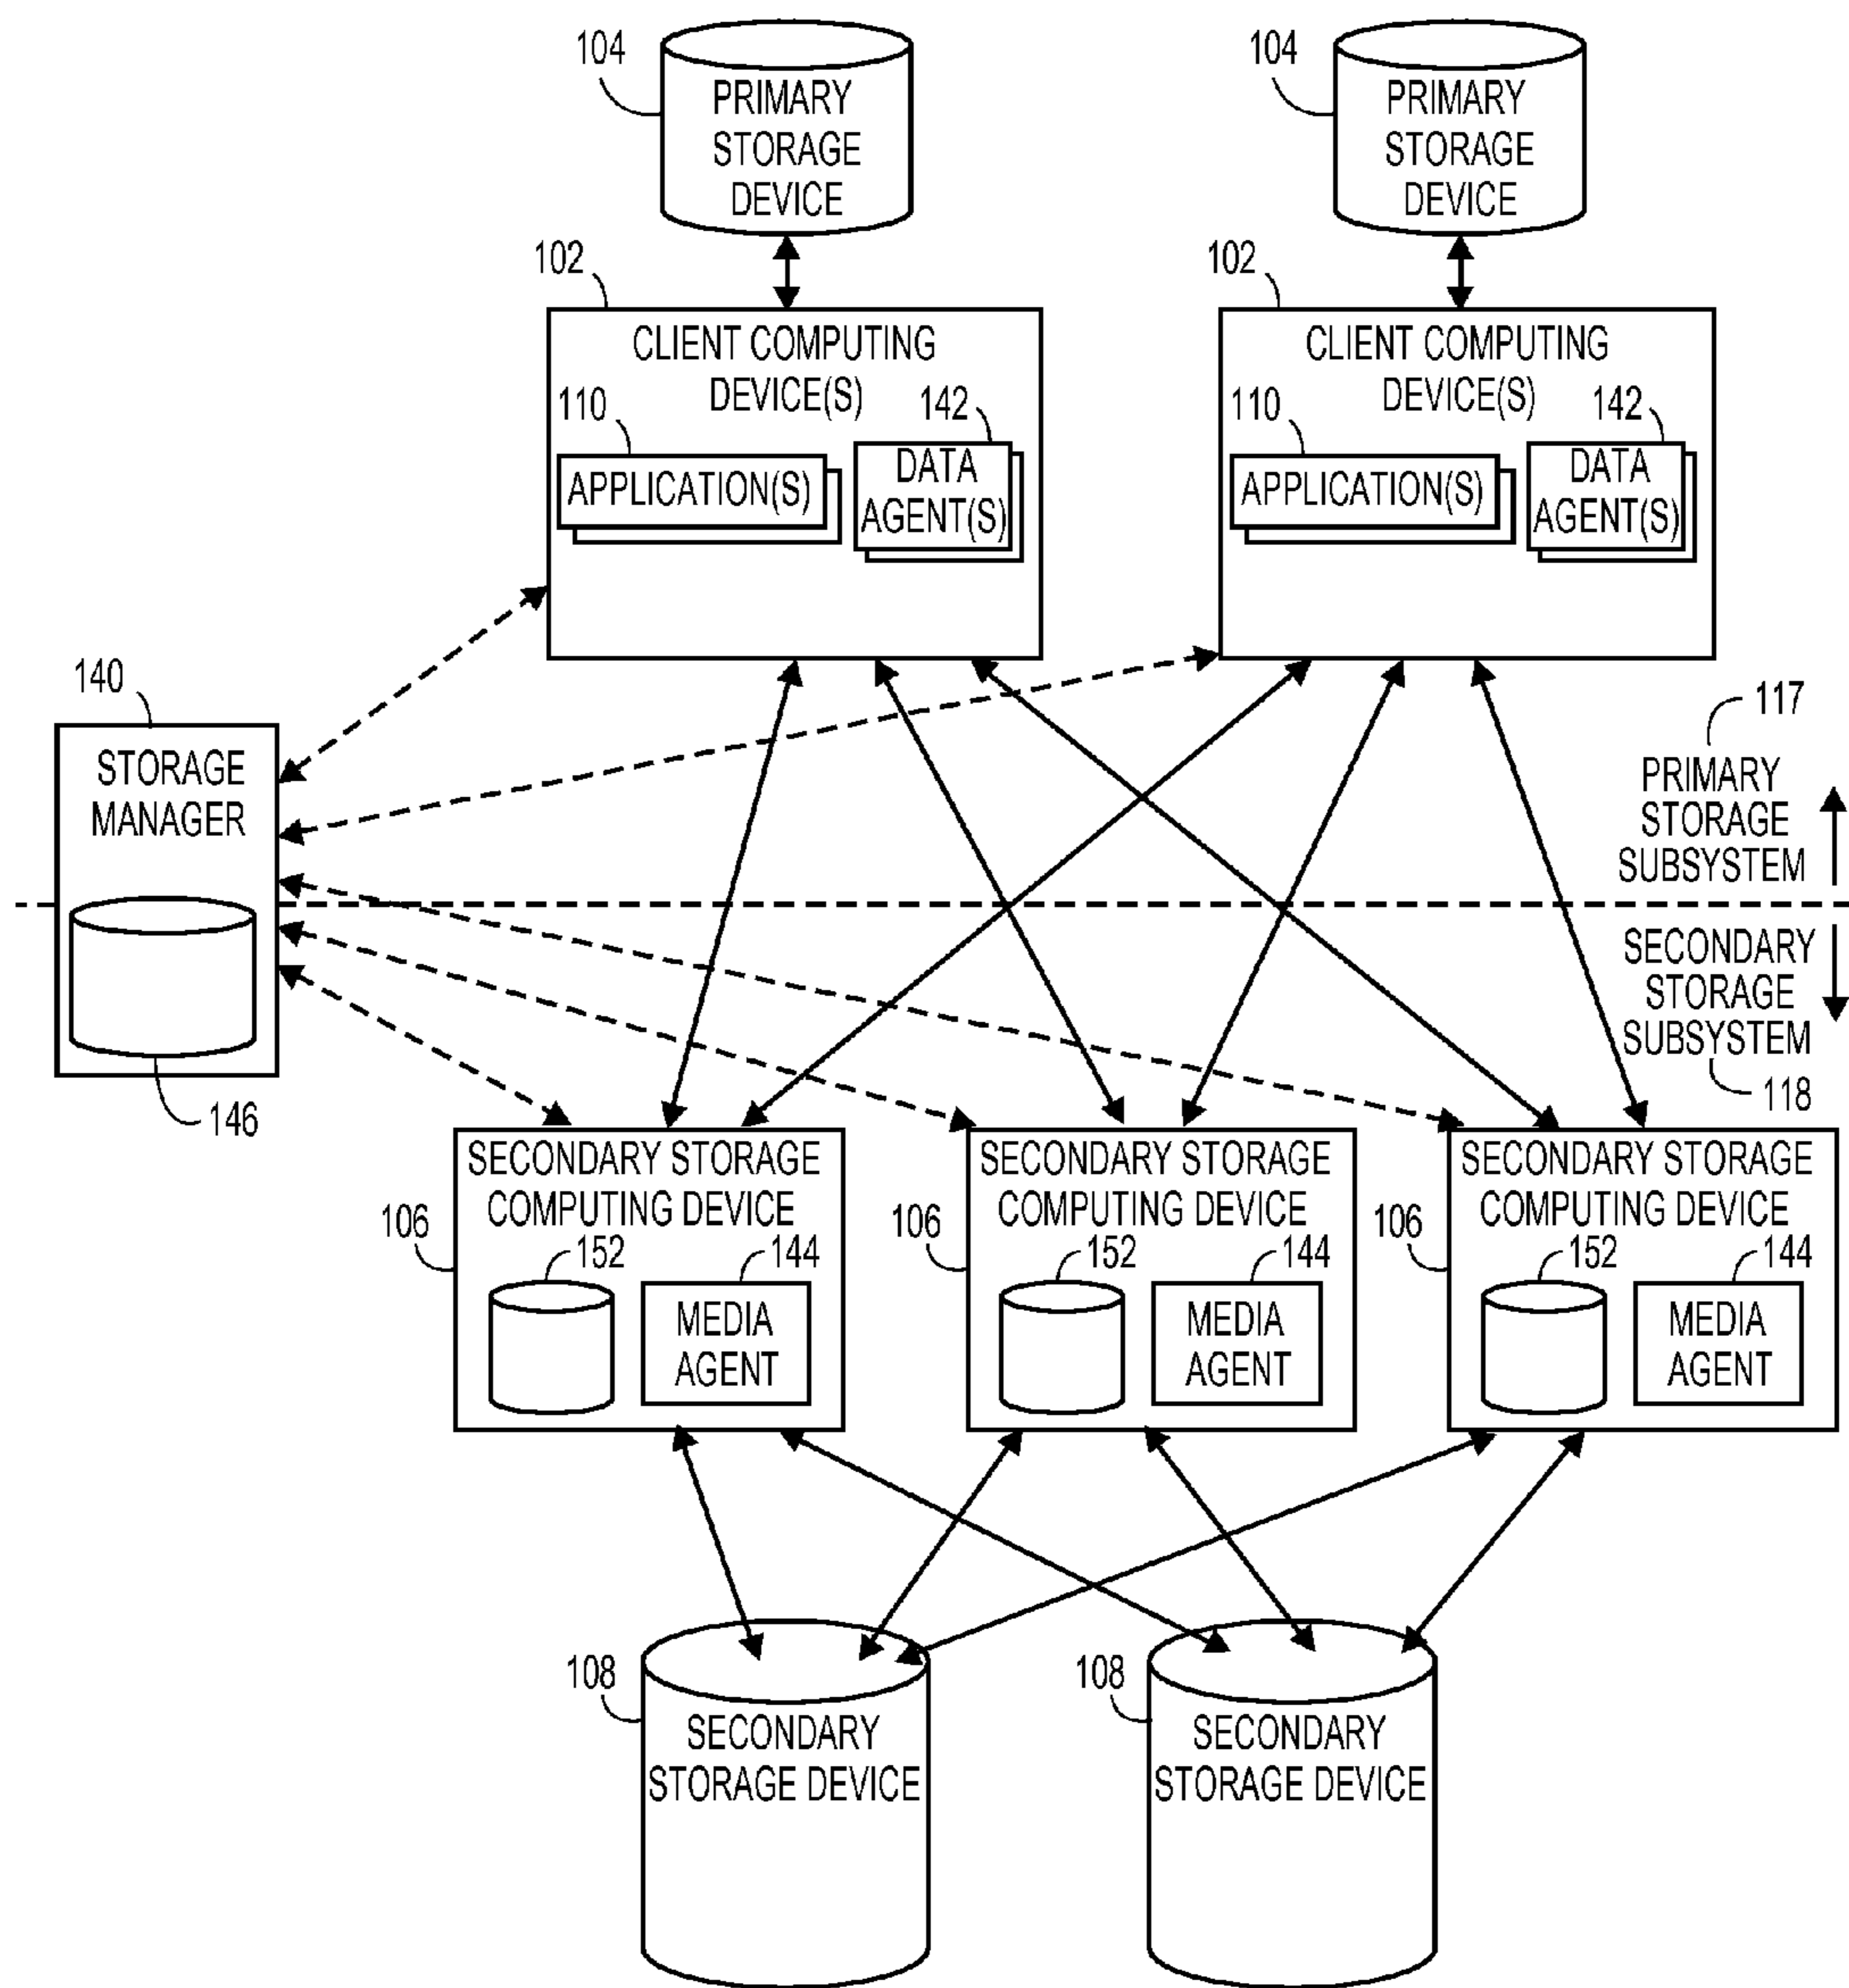 104
PRIMARY
STORAGE
DEVICE
104
PRIMARY
STORAGE
DEVICE
102
CLIENT COMPUTING
DEVICE(S)
110
142
APPLICATION(S)
DATA
AGENT(S)
102
CLIENT COMPUTING
DEVICE(S)
110
142
APPLICATION(S)
DATA
AGENT(S)
140
STORAGE
MANAGER
146
117
PRIMARY
STORAGE
SUBSYSTEM
SECONDARY
STORAGE
SUBSYSTEM
118
SECONDARY STORAGE
COMPUTING DEVICE
106
152
144
MEDIA
AGENT
SECONDARY STORAGE
COMPUTING DEVICE
106
152
144
MEDIA
AGENT
SECONDARY STORAGE
COMPUTING DEVICE
106
152
144
MEDIA
AGENT
108
SECONDARY
STORAGE DEVICE
108
SECONDARY
STORAGE DEVICE